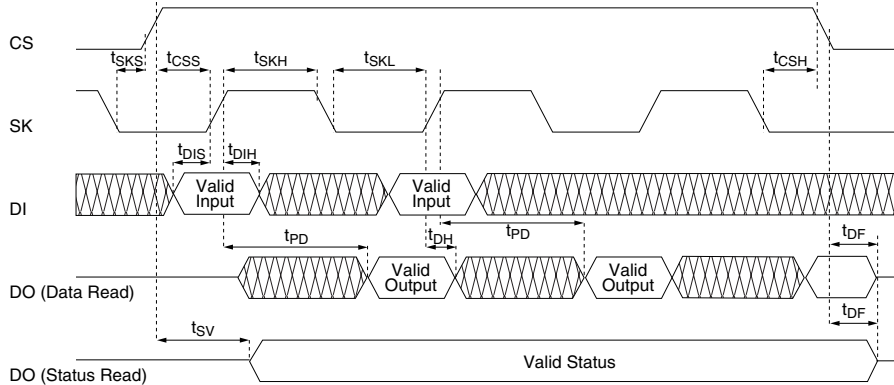 CS
tSKS
tCSS
tSKH
tSKL
tCSH
SK
tDIS
tDIH
DI
Valid
Input
Valid
Input
tPD
tDH
tPD
tDF
DO (Data Read)
Valid
Output
Valid
Output
tSV
tDF
DO (Status Read)
Valid Status